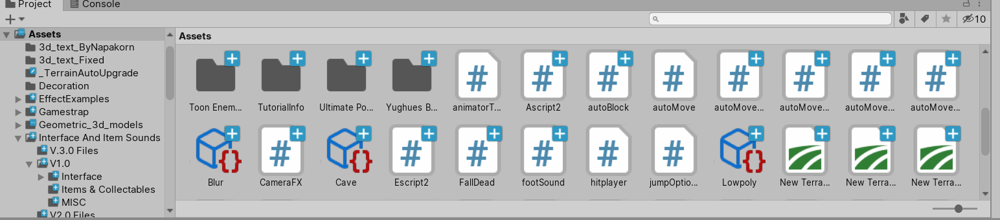 Project Console
10
Assets
3d_text_ByNapakorn
3d_text_Fixed
_TerrainAutoUpgrade
Decoration
EffectExamples
Gamestrap
Geometric_3d_models
Interface And Item Sounds
V.3.0 Files
V1.0
Interface
Items & Collectables
MISC
V2.0 Files
Assets
Toon Enem... TutorialInfo Ultimate Po... Yughues B... animatorT... Ascript2 autoBlock autoMove autoMove... autoMove... autoMove... autoMove...
Blur CameraFX Cave Escript2 FallDead footSound hitplayer jumpOptio... Lowpoly New Terra... New Terra... New Terra...